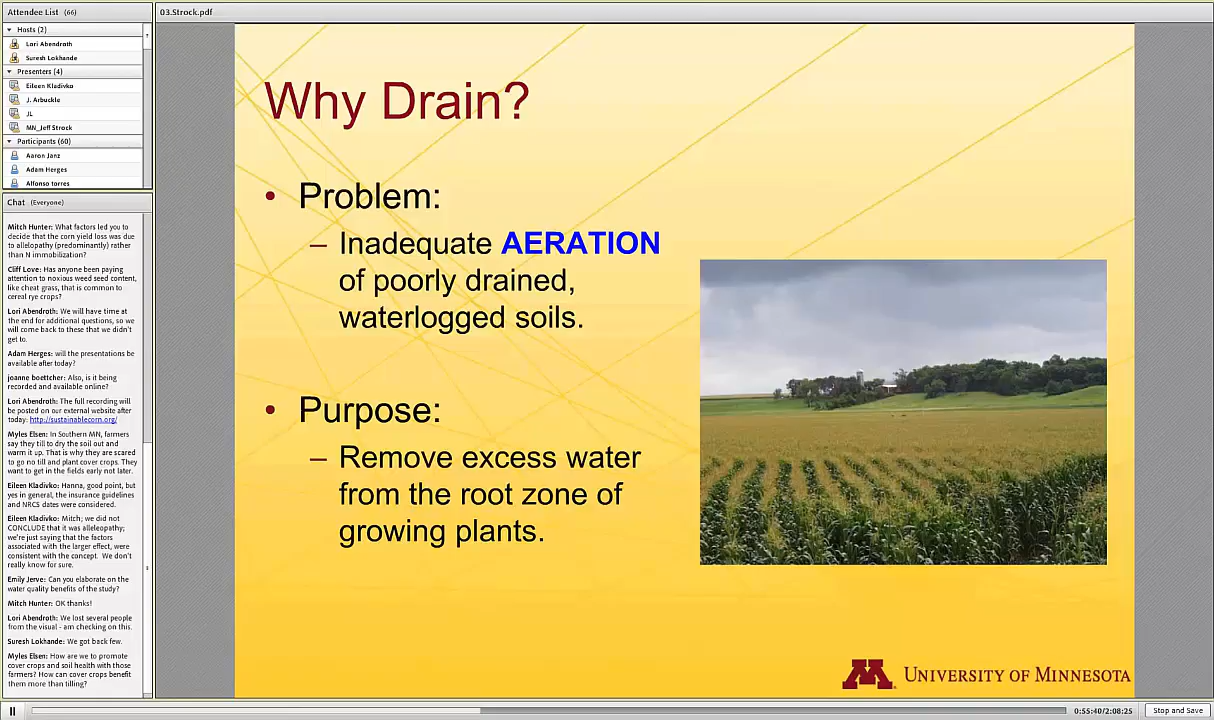 Attendee List (66)
Hosts (2)
Lori Abendroth
Suresh Lokhande
Presenters (4)
Eileen Kladivko
J. Arbuckle
JL
MN_Jeff Strock
Participants (60)
Aaron Janz
Adam Herges
Alfonso torres
Chat (Everyone)
Mitch Hunter: What factors led you to
decide that the corn yield loss was due
to allelopathy (predominantly) rather
than N immobilization?
Cliff Love: Has anyone been paying
attention to noxious weed seed content,
like cheat grass, that is common to
cereal rye crops?
Lori Abendroth: We will have time at
the end for additional questions, so we
will come back to these that we didn't
get to.
Adam Herges: will the presentations be
available after today?
joanne boettcher: Also, is it being
recorded and available online?
Lori Abendroth: The full recording will
be posted on our external website after
today: http://sustainablecorn.org/
Myles Elsen: In Southern MN, farmers
say they till to dry the soil out and
warm it up. That is why they are scared
to go no till and plant cover crops. They
want to get in the fields early not later.
Eileen Kladivko: Hanna, good point, but
yes in general, the insurance guidelines
and NRCS dates were considered.
Eileen Kladivko: Mitch; we did not
CONCLUDE that it was alleleopathy;
we're just saying that the factors
associated with the larger effect, were
consistent with the concept. We don't
really know for sure.
Emily Jerve: Can you elaborate on the
water quality benefits of the study?
Mitch Hunter: OK thanks!
Lori Abendroth: We lost several people
from the visual - am checking on this.
Suresh Lokhande: We got back few.
Myles Elsen: How are we to promote
cover crops and soil health with those
farmers? How can cover crops benefit
them more than tilling?
03.Strock.pdf
Why Drain?
• Problem:
– Inadequate AERATION
of poorly drained,
waterlogged soils.
• Purpose:
– Remove excess water
from the root zone of
growing plants.
M UNIVERSITY OF MINNESOTA
0:55:40/2:08:25
Stop and Save